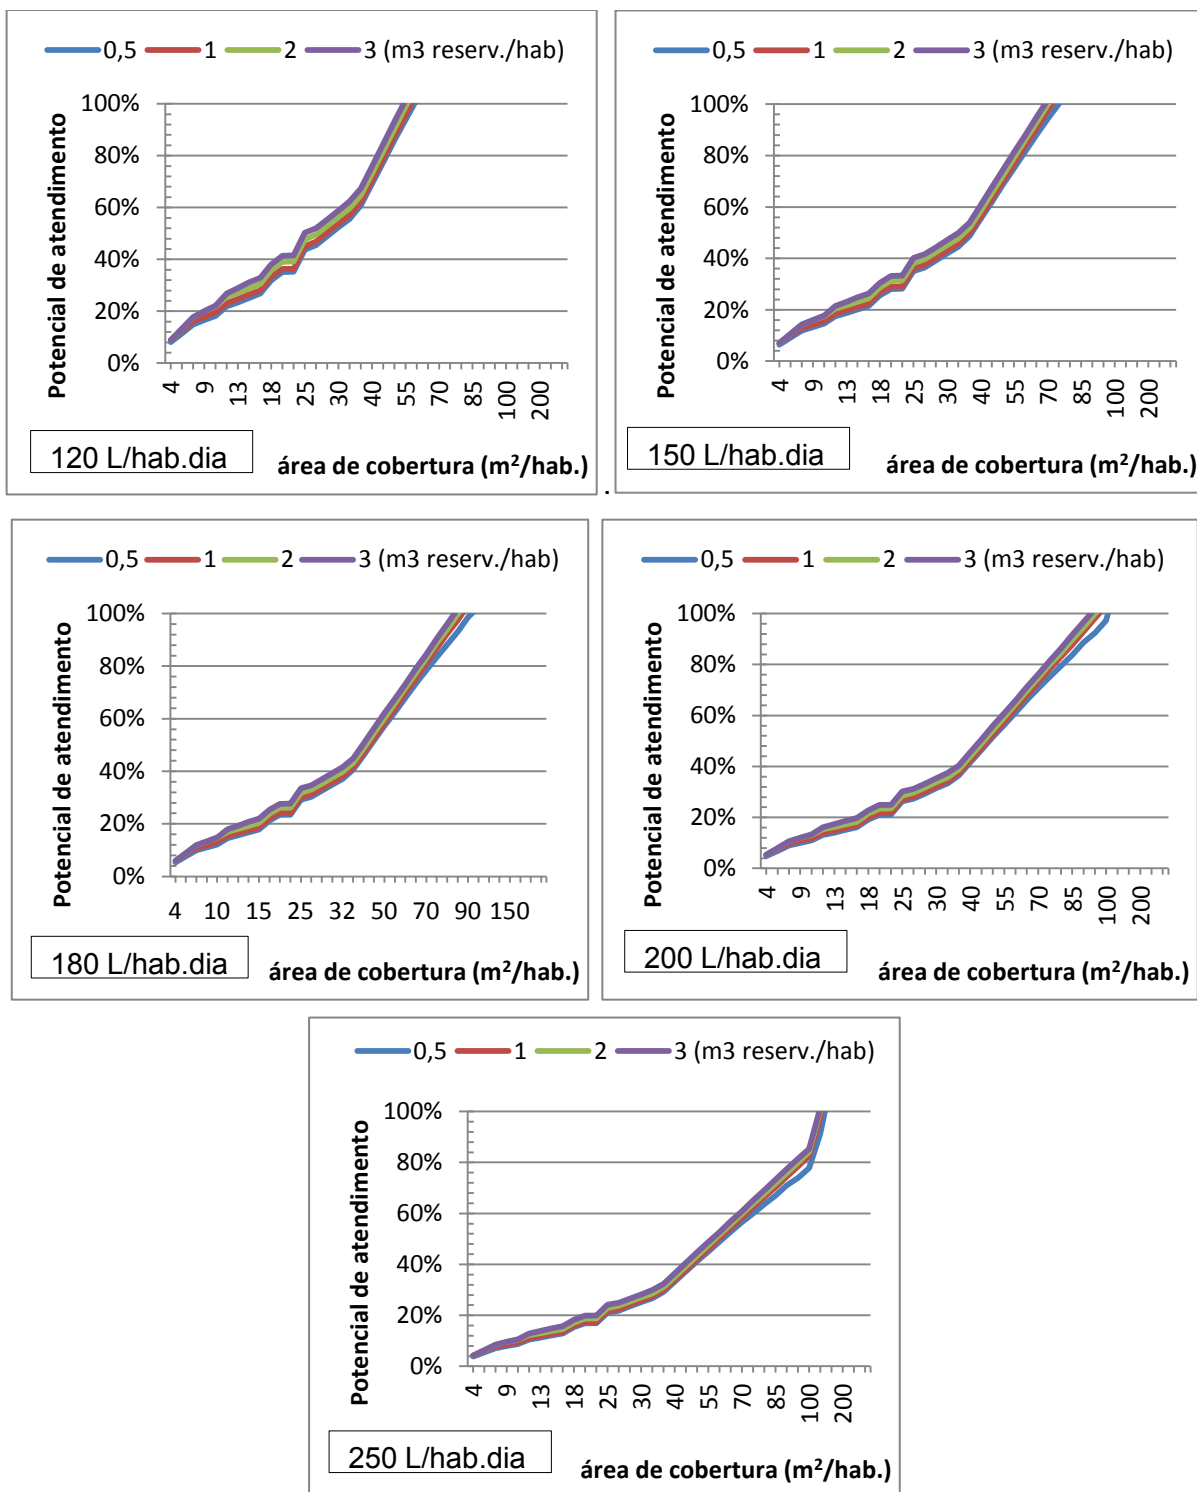 0,5 1 2 3 (m3 reserv./hab)
Potencial de atendimento
100%
80%
60%
40%
20%
0%
4 9 13 18 25 30 40 55 70 85 100 200
120 L/hab.dia
área de cobertura (m²/hab.)
0,5 1 2 3 (m3 reserv./hab)
Potencial de atendimento
100%
80%
60%
40%
20%
0%
4 9 13 18 25 30 40 55 70 85 100 200
150 L/hab.dia
área de cobertura (m²/hab.)
.
0,5 1 2 3 (m3 reserv./hab)
Potencial de atendimento
100%
80%
60%
40%
20%
0%
4 10 15 25 32 50 70 90 150
180 L/hab.dia
área de cobertura (m²/hab.)
0,5 1 2 3 (m3 reserv./hab)
Potencial de atendimento
100%
80%
60%
40%
20%
0%
4 9 13 18 25 30 40 55 70 85 100 200
200 L/hab.dia
área de cobertura (m²/hab.)
0,5 1 2 3 (m3 reserv./hab)
Potencial de atendimento
100%
80%
60%
40%
20%
0%
4 9 13 18 25 30 40 55 70 85 100 200
250 L/hab.dia
área de cobertura (m²/hab.)